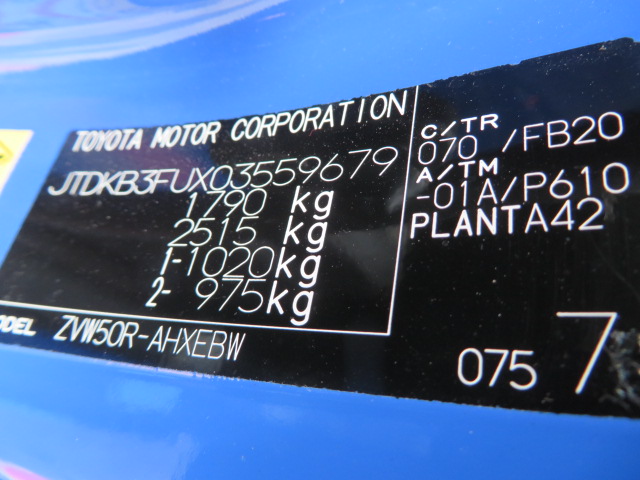 TOYOTA MOTOR CORPORATION
JTDKB3FUX03559679
1790 kg
2515 kg
1-1020kg
2- 975kg
C/TR
070 /FB20
A/TM
-01A/P610
PLANTA42
MODEL ZVW50R-AHXEBW
075 7